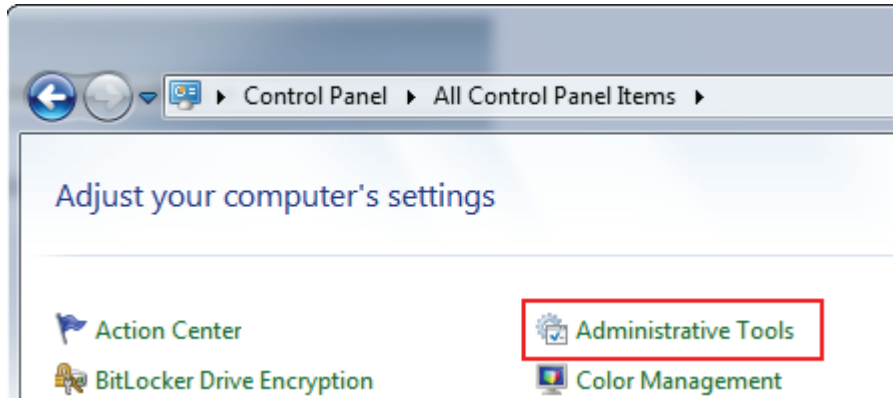 Control Panel All Control Panel Items
Adjust your computer's settings
Action Center Administrative Tools
BitLocker Drive Encryption Color Management